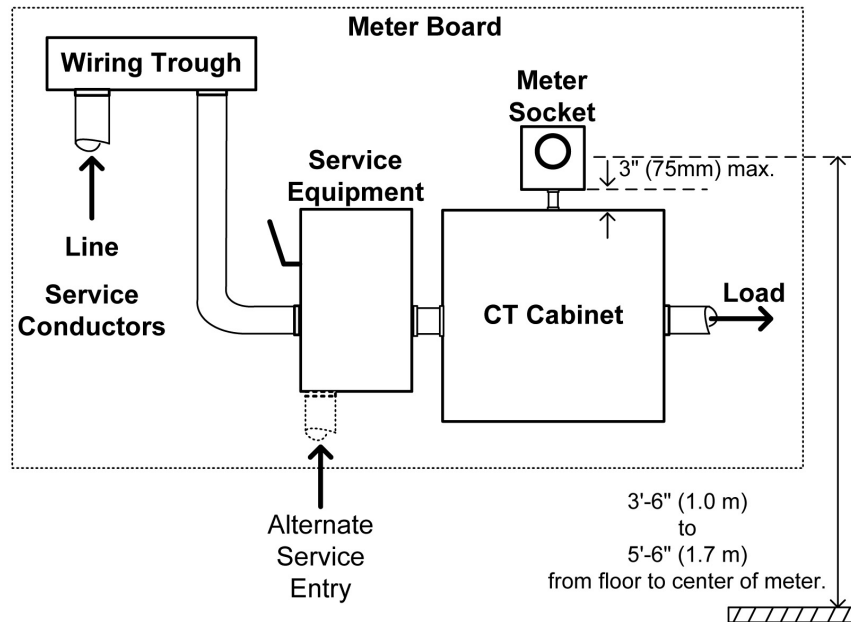 Meter Board
Wiring Trough
Meter
Socket
3" (75mm) max.
Service
Equipment
Line
Service
Conductors
CT Cabinet
Load
Alternate
Service
Entry
3'-6" (1.0 m)
to
5'-6" (1.7 m)
from floor to center of meter.